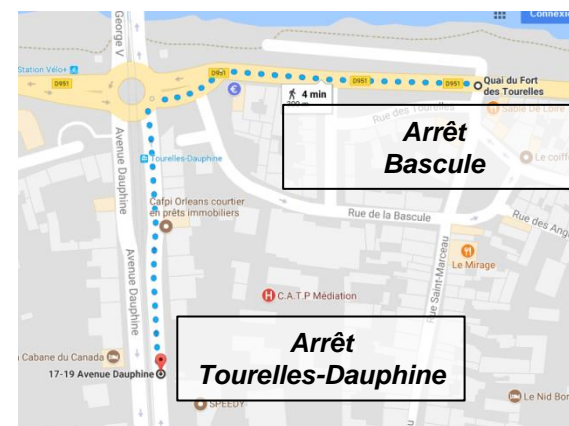 Connexio
George V
Station Vélo+
D951
D951
D951
D951
Quai du Fort
des Tourelles
4 min
Rue des Tourelles
Arrêt
Bascule
Le coiff
Tourelles-Dauphine
Avenue Dauphine
Cafpi Orleans courtier
en prêts immobiliers
Rue de la Bascule
Rue des Ang
Le Mirage
Rue Saint-Marceau
Avenue Dauphine
C.A.T.P Médiation
Arrêt
Tourelles-Dauphine
a Cabane du Canada
17-19 Avenue Dauphine
SPEEDY
Le Nid Bor